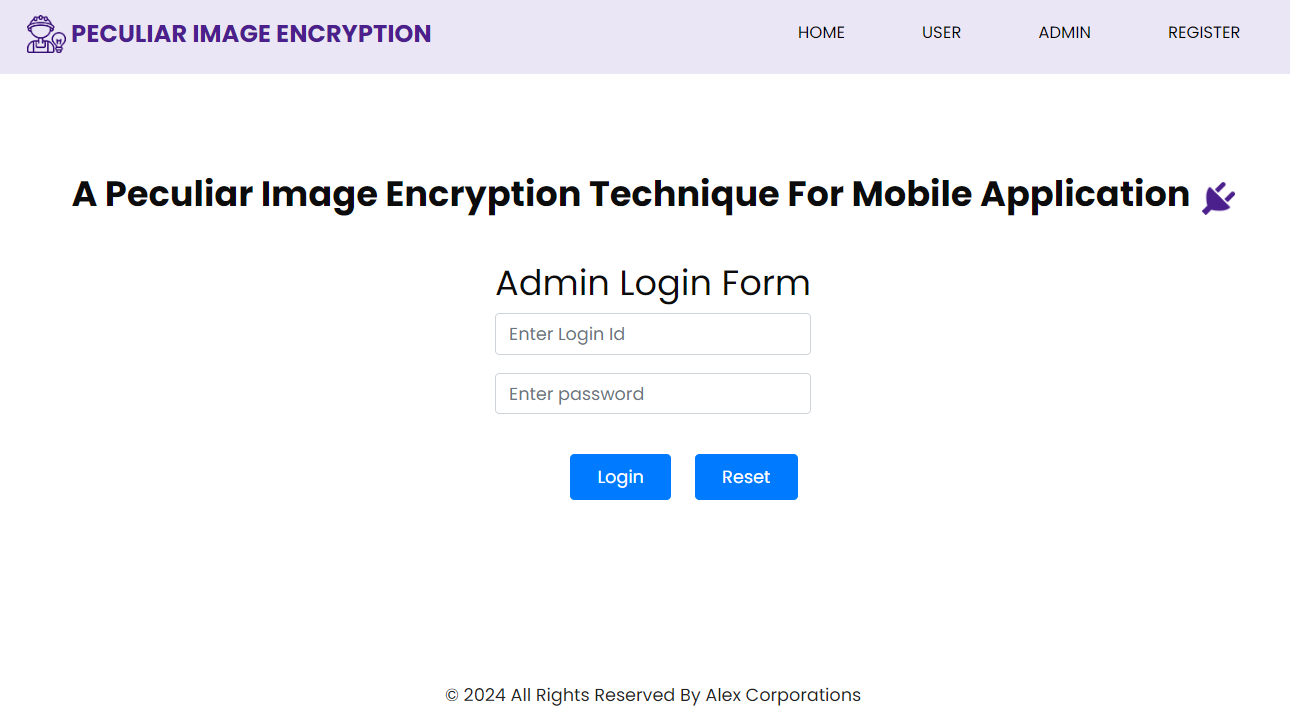 PECULIAR IMAGE ENCRYPTION
HOME USER ADMIN REGISTER
A Peculiar Image Encryption Technique For Mobile Application
Admin Login Form
Enter Login Id
Enter password
Login Reset
© 2024 All Rights Reserved By Alex Corporations